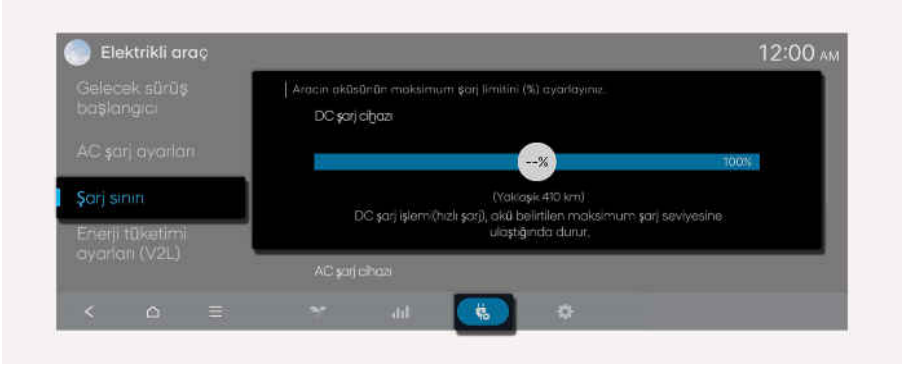 Elektrikli araç
12:00 AM
Gelecek sürüş
başlangıcı
AC şarj ayarları
Şarj sınırı
Enerji tüketimi
ayarları (V2L)
Aracın aküsünün maksimum şarj limitini (%) ayarlayınız.
DC şarj cihazı
--%
100%
(Yaklaşık 410 km)
DC şarj işlemi(hızlı şarj), akü belirtilen maksimum şarj seviyesine
ulaştığında durur.
AC şarj cihazı